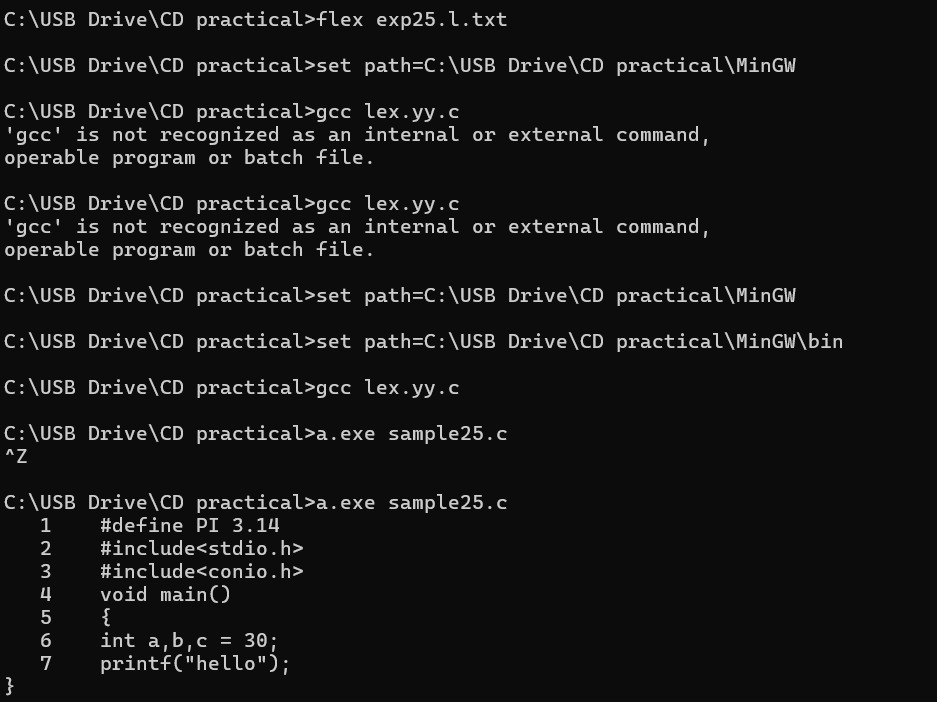 C:\USB Drive\CD practical>flex exp25.l.txt
C:\USB Drive\CD practical>set path=C:\USB Drive\CD practical\MinGW
C:\USB Drive\CD practical>gcc lex.yy.c
'gcc' is not recognized as an internal or external command,
operable program or batch file.
C:\USB Drive\CD practical>gcc lex.yy.c
'gcc' is not recognized as an internal or external command,
operable program or batch file.
C:\USB Drive\CD practical>set path=C:\USB Drive\CD practical\MinGW
C:\USB Drive\CD practical>set path=C:\USB Drive\CD practical\MinGW\bin
C:\USB Drive\CD practical>gcc lex.yy.c
C:\USB Drive\CD practical>a.exe sample25.c
^Z
C:\USB Drive\CD practical>a.exe sample25.c
   1    #define PI 3.14
   2    #include<stdio.h>
   3    #include<conio.h>
   4    void main()
   5    {
   6    int a,b,c = 30;
   7    printf("hello");
}